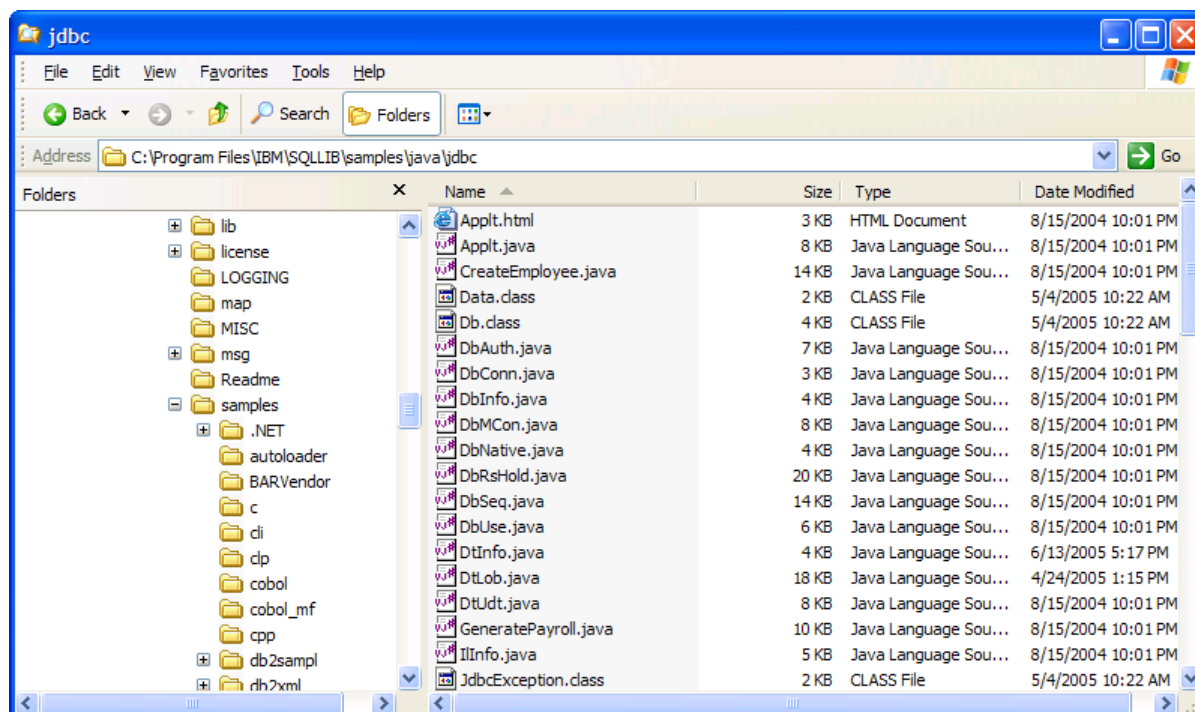 jdbc
File Edit View Favorites Tools Help
Back Search Folders
Address C:\Program Files\IBM\SQLLIB\samples\java\jdbc Go
Folders
lib
license
LOGGING
map
MISC
msg
Readme
samples
.NET
autoloader
BARVendor
c
cli
clp
cobol
cobol_mf
cpp
db2sampl
db2xml
Name Size Type Date Modified
Applt.html 3 KB HTML Document 8/15/2004 10:01 PM
Applt.java 8 KB Java Language Sou... 8/15/2004 10:01 PM
CreateEmployee.java 14 KB Java Language Sou... 8/15/2004 10:01 PM
Data.class 2 KB CLASS File 5/4/2005 10:22 AM
Db.class 4 KB CLASS File 5/4/2005 10:22 AM
DbAuth.java 7 KB Java Language Sou... 8/15/2004 10:01 PM
DbConn.java 3 KB Java Language Sou... 8/15/2004 10:01 PM
DbInfo.java 4 KB Java Language Sou... 8/15/2004 10:01 PM
DbMCon.java 8 KB Java Language Sou... 8/15/2004 10:01 PM
DbNative.java 4 KB Java Language Sou... 8/15/2004 10:01 PM
DbRsHold.java 20 KB Java Language Sou... 8/15/2004 10:01 PM
DbSeq.java 14 KB Java Language Sou... 8/15/2004 10:01 PM
DbUse.java 6 KB Java Language Sou... 8/15/2004 10:01 PM
DtInfo.java 4 KB Java Language Sou... 6/13/2005 5:17 PM
DtLob.java 18 KB Java Language Sou... 4/24/2005 1:15 PM
DtUdt.java 8 KB Java Language Sou... 8/15/2004 10:01 PM
GeneratePayroll.java 10 KB Java Language Sou... 8/15/2004 10:01 PM
IlInfo.java 5 KB Java Language Sou... 8/15/2004 10:01 PM
JdbcException.class 2 KB CLASS File 5/4/2005 10:22 AM